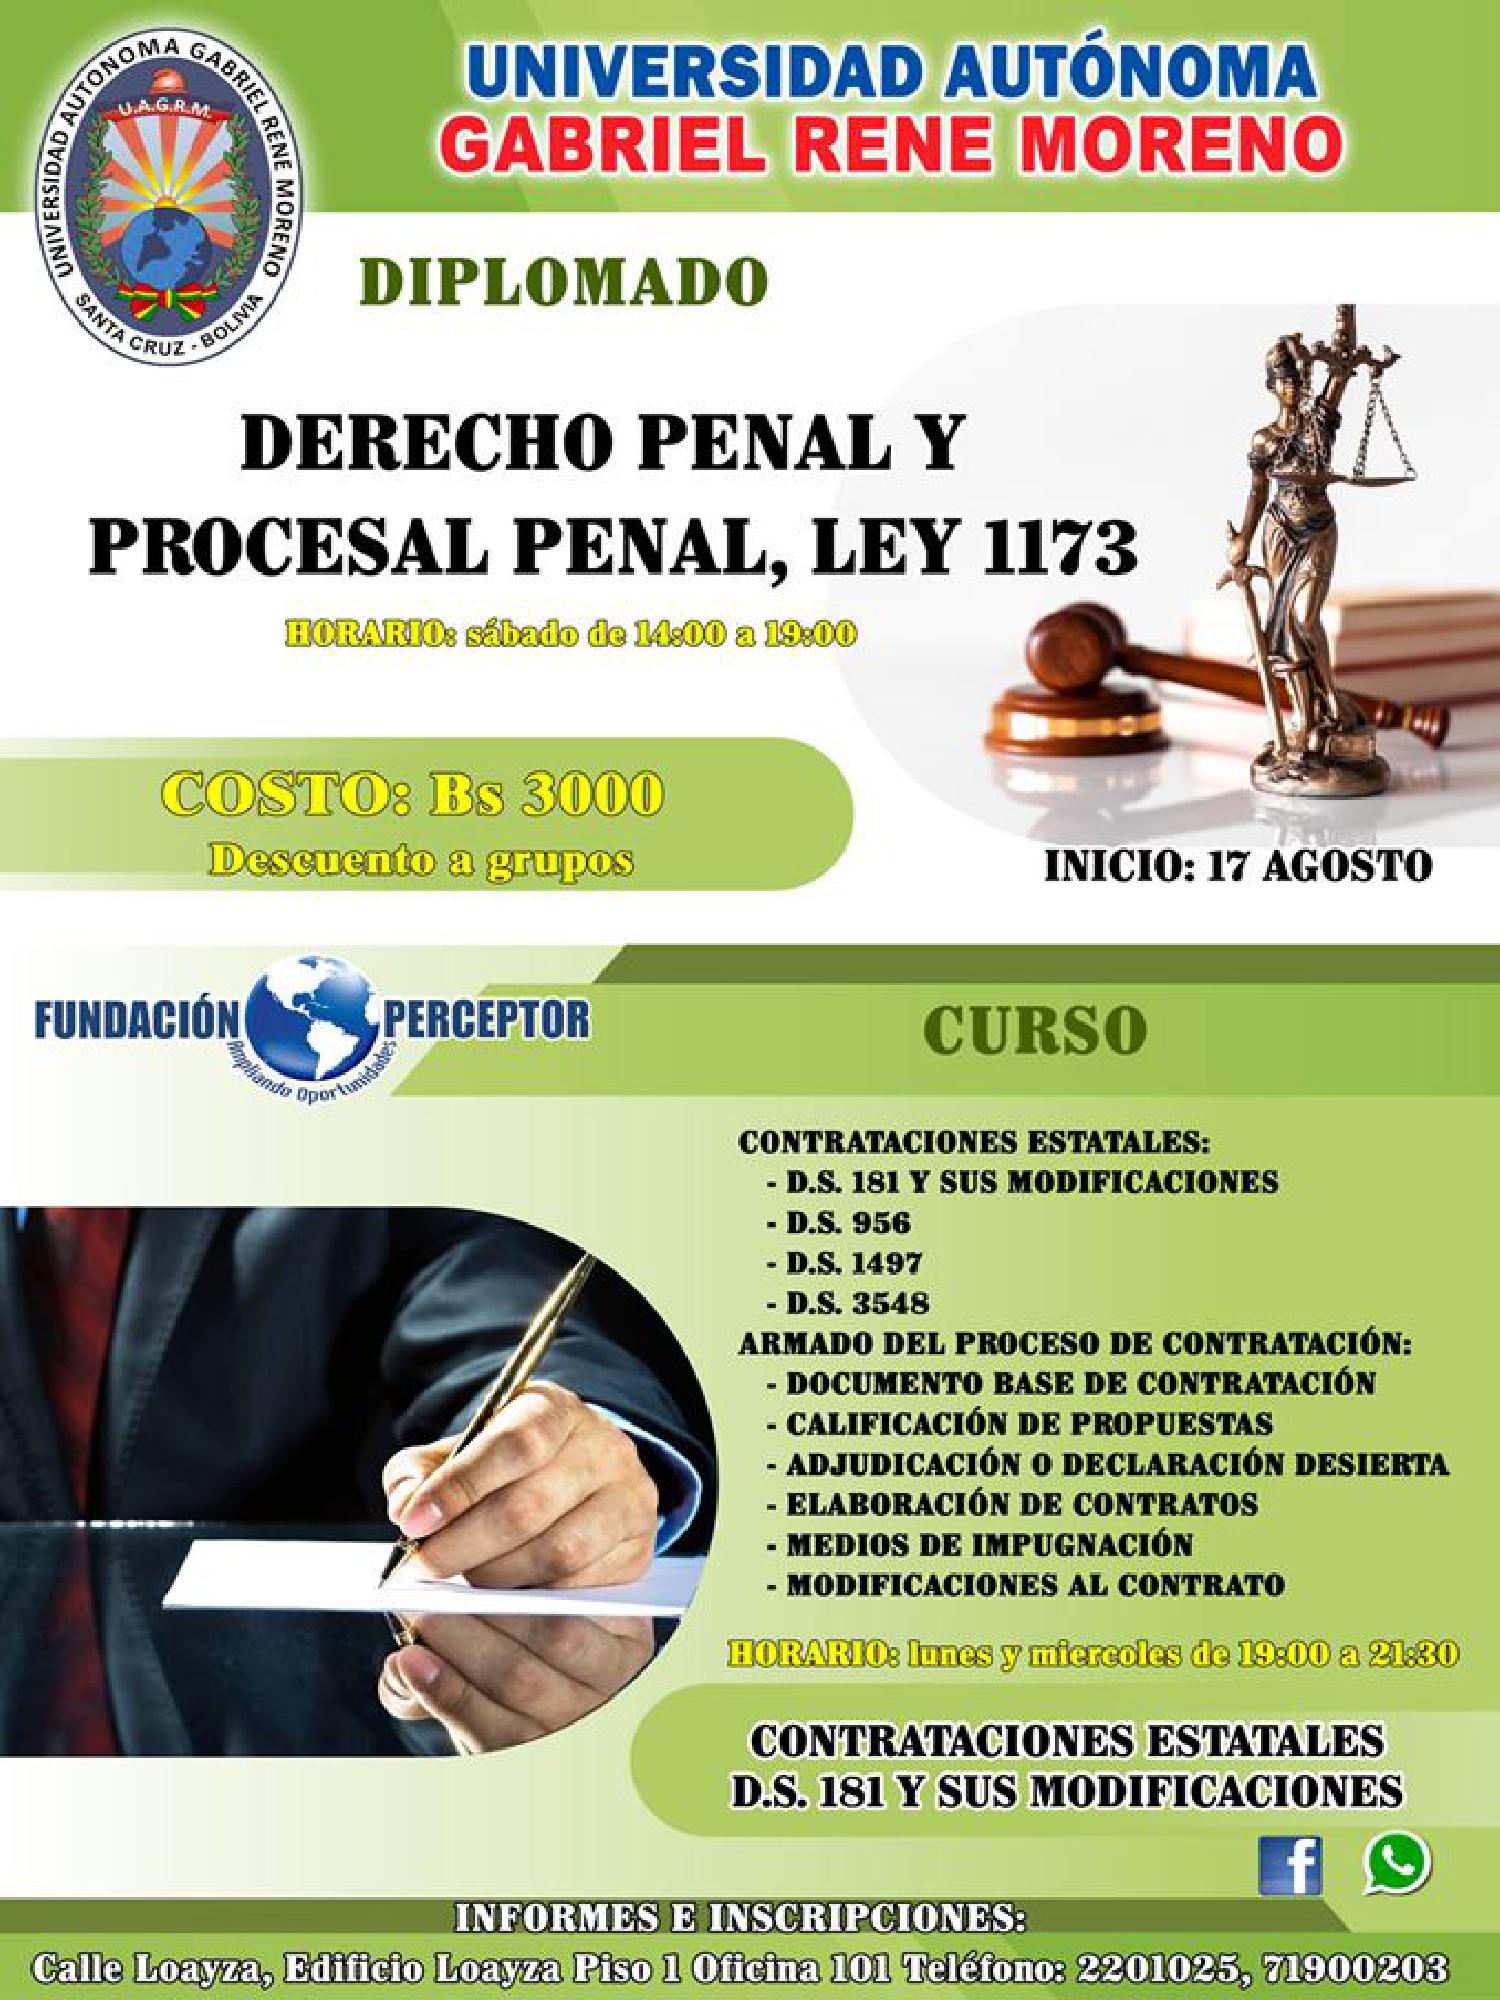 UNIVERSIDAD AUTONOMA GABRIEL RENE MORENO
U.A.G.R.M.
SANTA CRUZ - BOLIVIA
UNIVERSIDAD AUTÓNOMA
GABRIEL RENE MORENO
DIPLOMADO
DERECHO PENAL Y
PROCESAL PENAL, LEY 1173
HORARIO: sábado de 14:00 a 19:00
COSTO: Bs 3000
Descuento a grupos
INICIO: 17 AGOSTO
FUNDACIÓN PERCEPTOR
Ampliando Oportunidades
CURSO
CONTRATACIONES ESTATALES:
- D.S. 181 Y SUS MODIFICACIONES
- D.S. 956
- D.S. 1497
- D.S. 3548
ARMADO DEL PROCESO DE CONTRATACIÓN:
- DOCUMENTO BASE DE CONTRATACIÓN
- CALIFICACIÓN DE PROPUESTAS
- ADJUDICACIÓN O DECLARACIÓN DESIERTA
- ELABORACIÓN DE CONTRATOS
- MEDIOS DE IMPUGNACIÓN
- MODIFICACIONES AL CONTRATO
HORARIO: lunes y miercoles de 19:00 a 21:30
CONTRATACIONES ESTATALES
D.S. 181 Y SUS MODIFICACIONES
f
INFORMES E INSCRIPCIONES:
Calle Loayza, Edificio Loayza Piso 1 Oficina 101 Teléfono: 2201025, 71900203